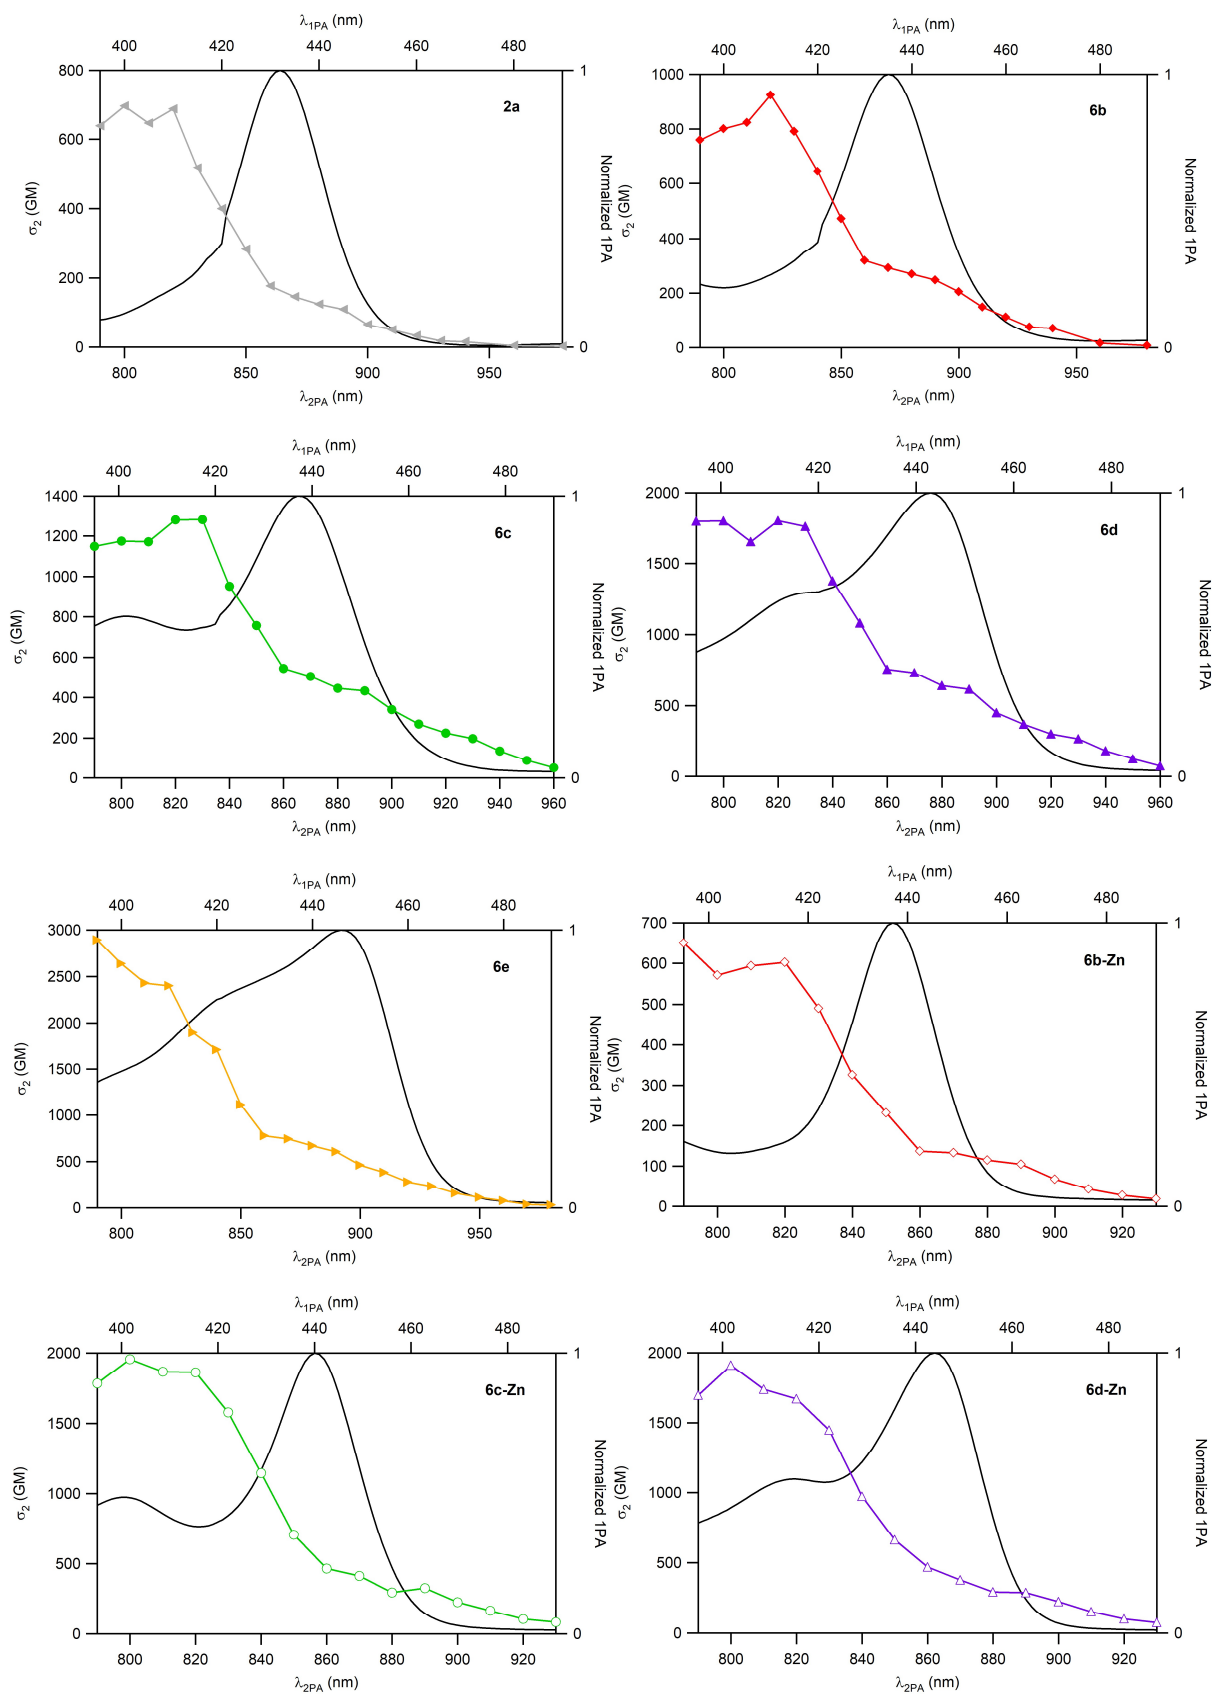 λ1PA (nm)
400 420 440 460 480
800 1
2a
600
400
200
0 0
σ2 (GM)
Normalized 1PA
800 850 900 950
λ2PA (nm)
λ1PA (nm)
400 420 440 460 480
1000 1
6b
800
600
400
200
0 0
σ2 (GM)
Normalized 1PA
800 850 900 950
λ2PA (nm)
λ1PA (nm)
400 420 440 460 480
1400 1
6c
1200
1000
800
600
400
200
0 0
σ2 (GM)
Normalized 1PA
800 820 840 860 880 900 920 940 960
λ2PA (nm)
λ1PA (nm)
400 420 440 460 480
2000 1
6d
1500
1000
500
0 0
σ2 (GM)
Normalized 1PA
800 820 840 860 880 900 920 940 960
λ2PA (nm)
λ1PA (nm)
400 420 440 460 480
3000 1
6e
2500
2000
1500
1000
500
0 0
σ2 (GM)
Normalized 1PA
800 850 900 950
λ2PA (nm)
λ1PA (nm)
400 420 440 460 480
700 1
6b-Zn
600
500
400
300
200
100
0 0
σ2 (GM)
Normalized 1PA
800 820 840 860 880 900 920
λ2PA (nm)
λ1PA (nm)
400 420 440 460 480
2000 1
6c-Zn
1500
1000
500
0 0
σ2 (GM)
Normalized 1PA
800 820 840 860 880 900 920
λ2PA (nm)
λ1PA (nm)
400 420 440 460 480
2000 1
6d-Zn
1500
1000
500
0 0
σ2 (GM)
Normalized 1PA
800 820 840 860 880 900 920
λ2PA (nm)